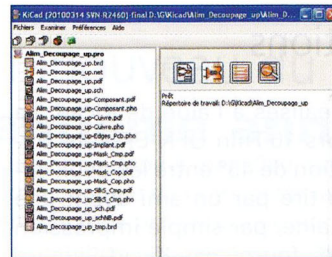 KiCad (20100314 SVN-R2460)-final D:\G\Kicad\Alim_Decoupage_up\Alim_D...
Fichiers Examiner Préférences Aide
Alim_Decoupage_up.pro
Alim_Decoupage_up.brd
Alim_Decoupage_up.net
Alim_Decoupage_up.pdf
Alim_Decoupage_up.sch
Alim_Decoupage_up-Composant.pdf
Alim_Decoupage_up-Composant.pho
Alim_Decoupage_up-Cuivre.pdf
Alim_Decoupage_up-Cuivre.pho
Alim_Decoupage_up-Edges_Pcb.pho
Alim_Decoupage_up-Implant.pdf
Alim_Decoupage_up-Mask_Cmp.pho
Alim_Decoupage_up-Mask_Cop.pdf
Alim_Decoupage_up-Mask_Cop.pho
Alim_Decoupage_up-SilkS_Cmp.pdf
Alim_Decoupage_up-SilkS_Cmp.pho
Alim_Decoupage_up_sch.pdf
Alim_Decoupage_up_schNB.pdf
Alim_Decoupage_up_tmp.brd
Prêt
Répertoire de travail: D:\G\Kicad\Alim_Decoupage_up